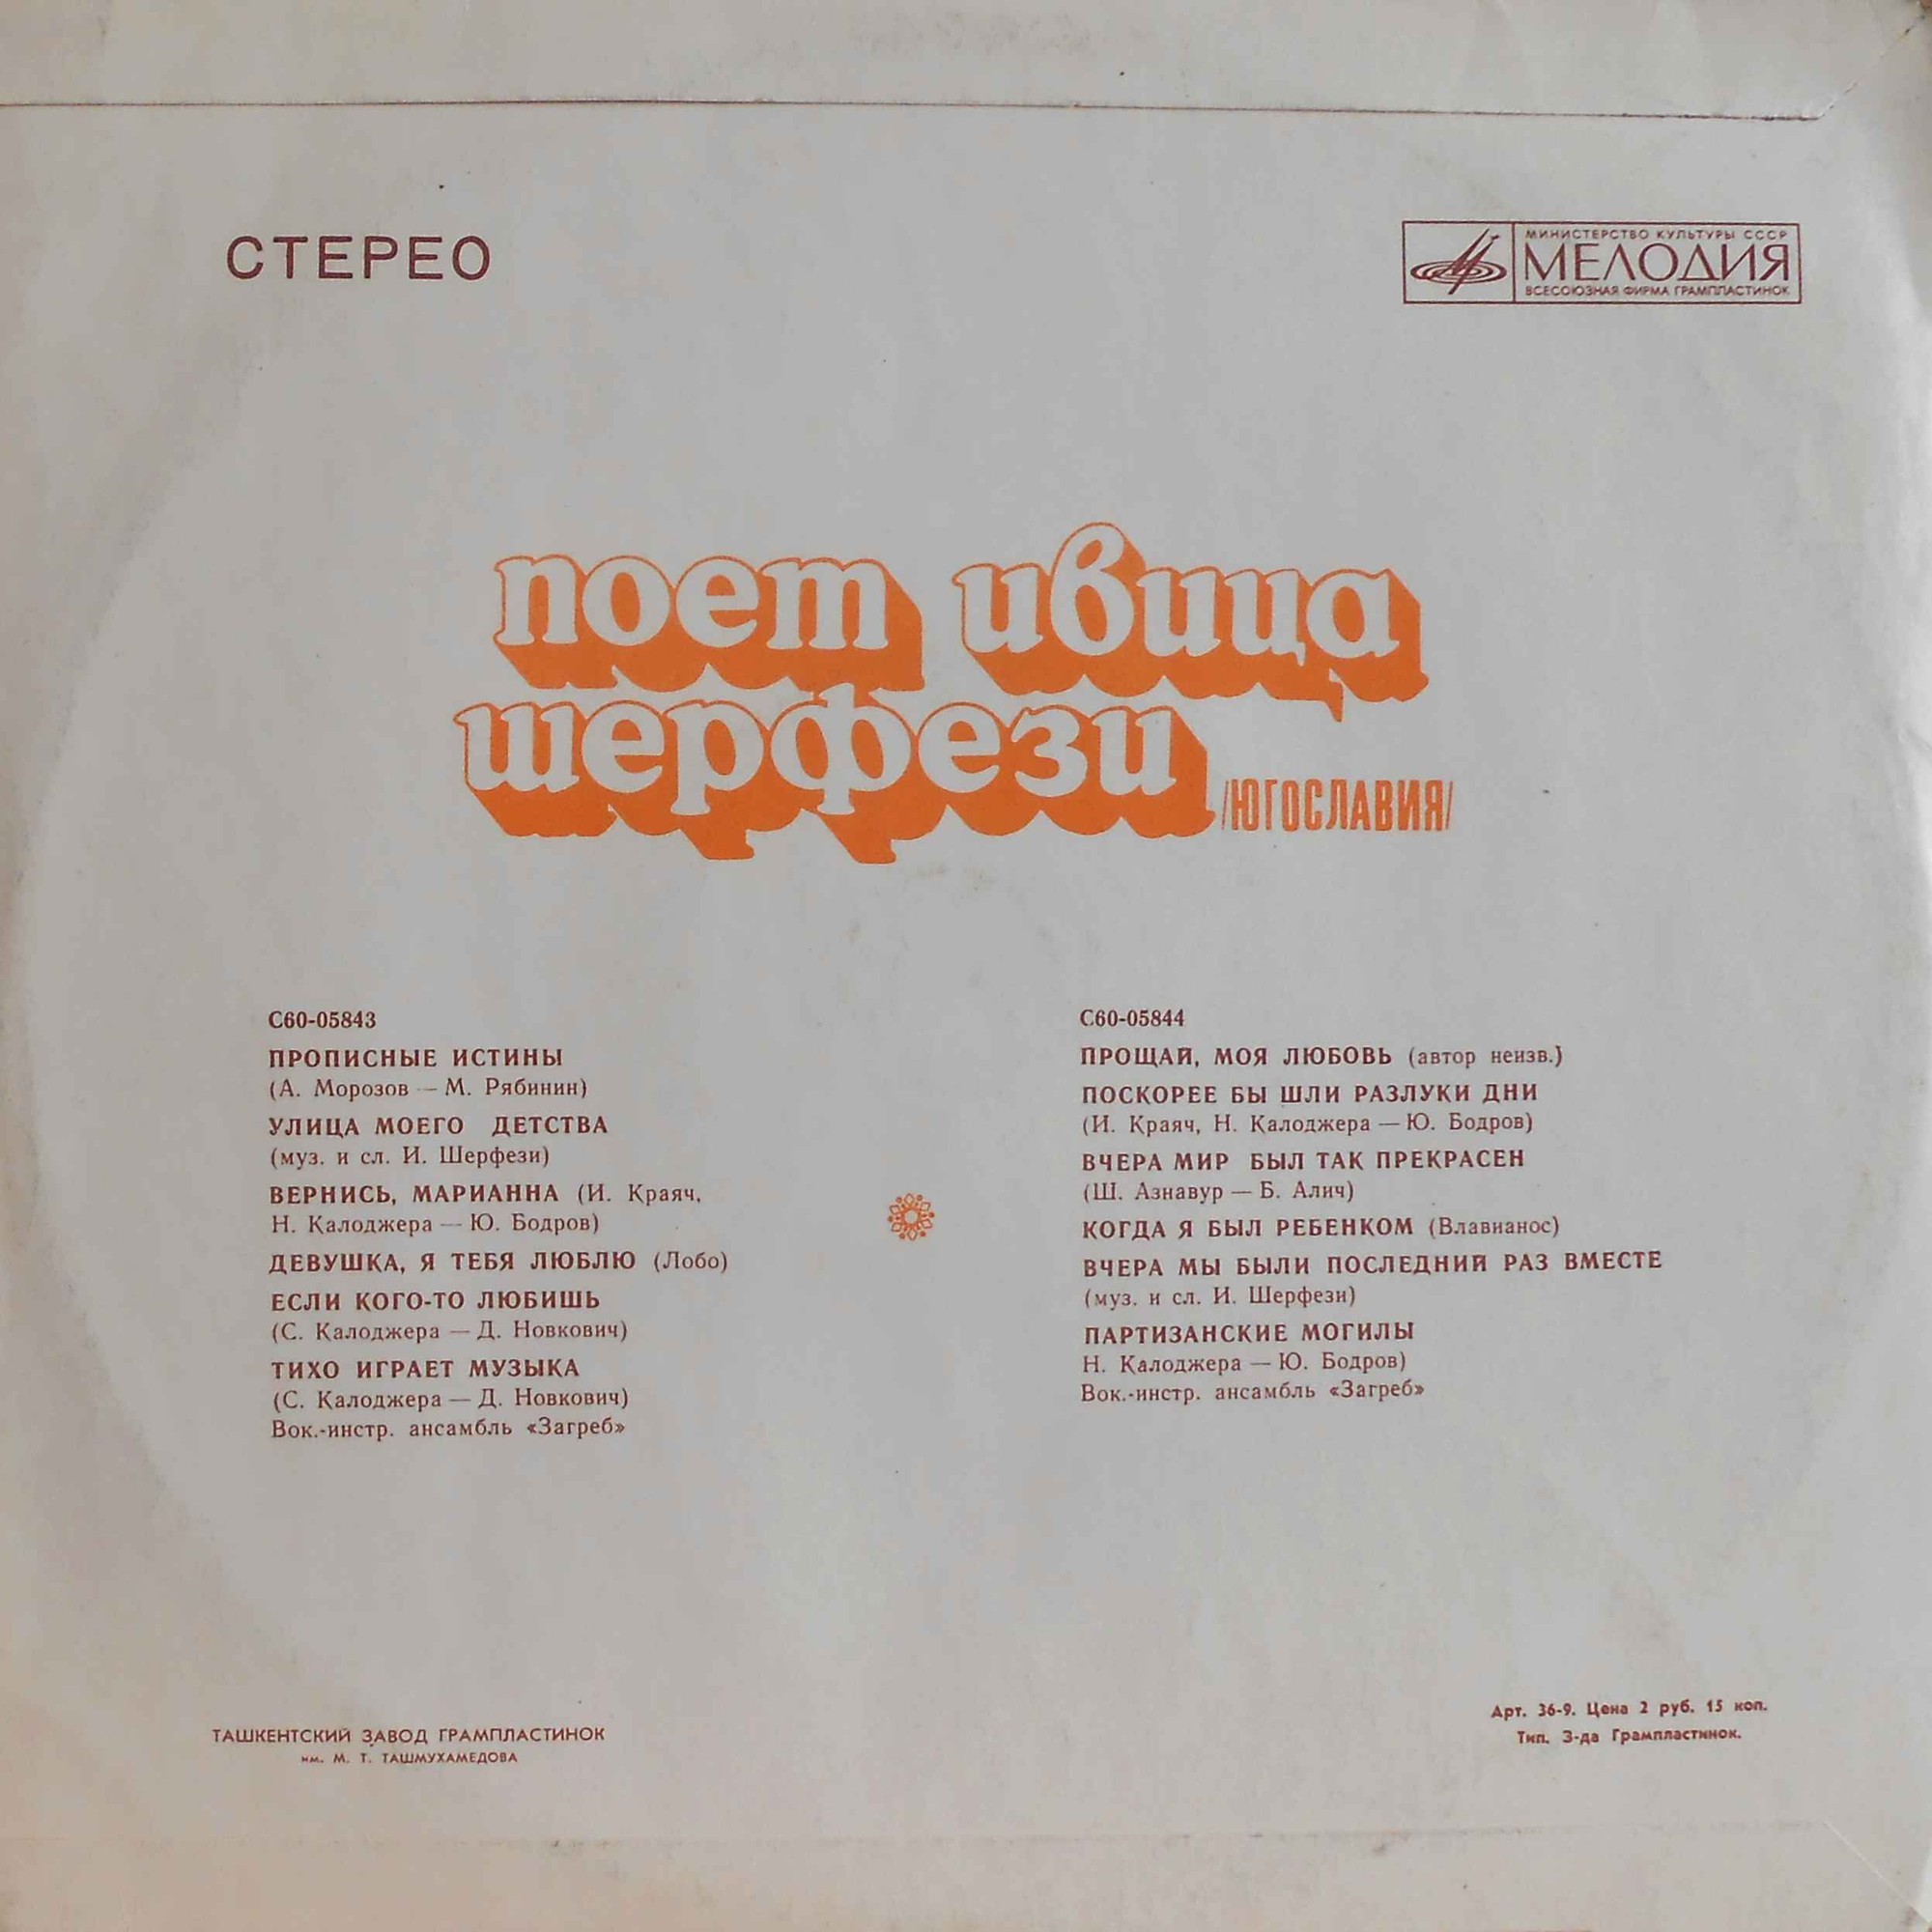 СТЕРЕО
МИНИСТЕРСТВО КУЛЬТУРЫ СССР
МЕЛОДИЯ
ВСЕСОЮЗНАЯ ФИРМА ГРАМПЛАСТИНОК
поет ивица
шерфези /ЮГОСЛАВИЯ/
С60-05843
ПРОПИСНЫЕ ИСТИНЫ
(А. Морозов — М. Рябинин)
УЛИЦА МОЕГО ДЕТСТВА
(муз. и сл. И. Шерфези)
ВЕРНИСЬ, МАРИАННА (И. Краяч,
Н. Калоджера — Ю. Бодров)
ДЕВУШКА, Я ТЕБЯ ЛЮБЛЮ (Лобо)
ЕСЛИ КОГО-ТО ЛЮБИШЬ
(С. Калоджера — Д. Новкович)
ТИХО ИГРАЕТ МУЗЫКА
(С. Калоджера — Д. Новкович)
Вок.-инстр. ансамбль «Загреб»
С60-05844
ПРОЩАЙ, МОЯ ЛЮБОВЬ (автор неизв.)
ПОСКОРЕЕ БЫ ШЛИ РАЗЛУКИ ДНИ
(И. Краяч, Н. Калоджера — Ю. Бодров)
ВЧЕРА МИР БЫЛ ТАК ПРЕКРАСЕН
(Ш. Азнавур — Б. Алич)
КОГДА Я БЫЛ РЕБЕНКОМ (Влавианос)
ВЧЕРА МЫ БЫЛИ ПОСЛЕДНИЙ РАЗ ВМЕСТЕ
(муз. и сл. И. Шерфези)
ПАРТИЗАНСКИЕ МОГИЛЫ
Н. Калоджера — Ю. Бодров)
Вок.-инстр. ансамбль «Загреб»
ТАШКЕНТСКИЙ ЗАВОД ГРАМПЛАСТИНОК
им. М. Т. ТАШМУХАМЕДОВА
Арт. 36-9. Цена 2 руб. 15 коп.
Тип. З-да Грампластинок.